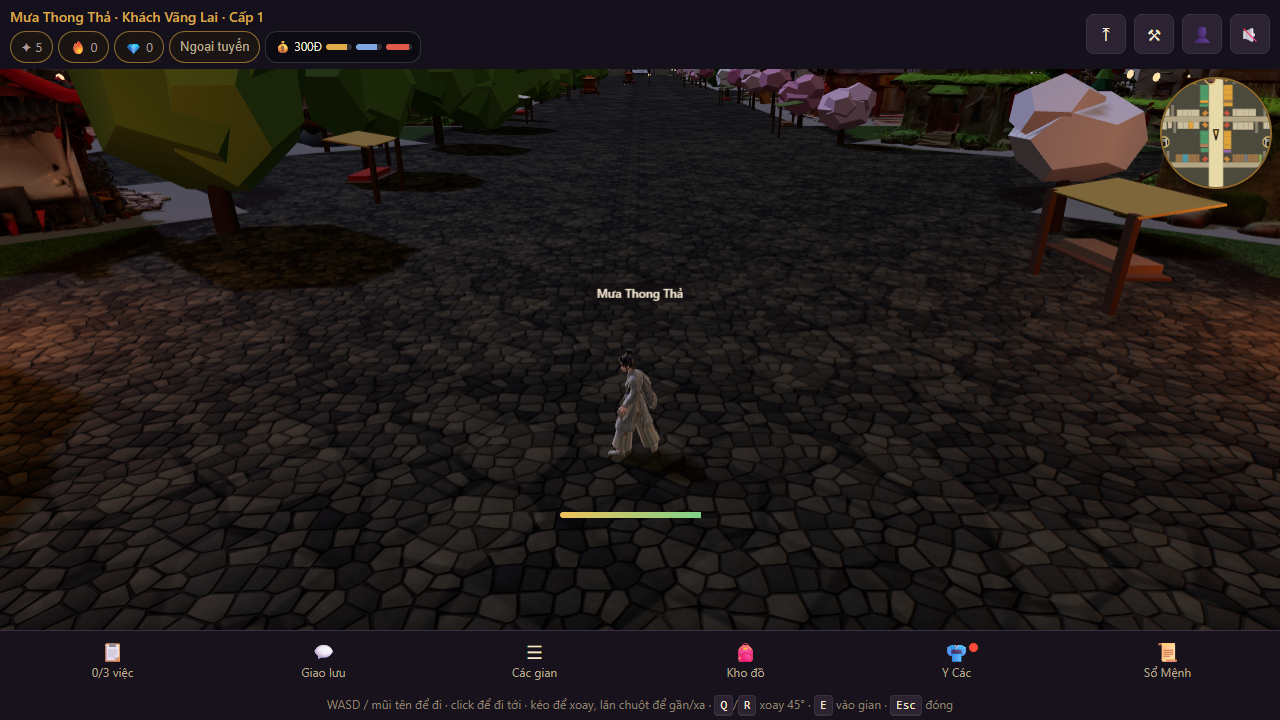 Mưa Thong Thả · Khách Vãng Lai · Cấp 1
5
0
0
Ngoại tuyến
300Đ
Mưa Thong Thả
0/3 việc
Giao lưu
Các gian
Kho đồ
Y Các
Sổ Mệnh
WASD / mũi tên để đi · click để đi tới · kéo để xoay, lăn chuột để gần/xa · Q / R xoay 45° · E vào gian · Esc đóng